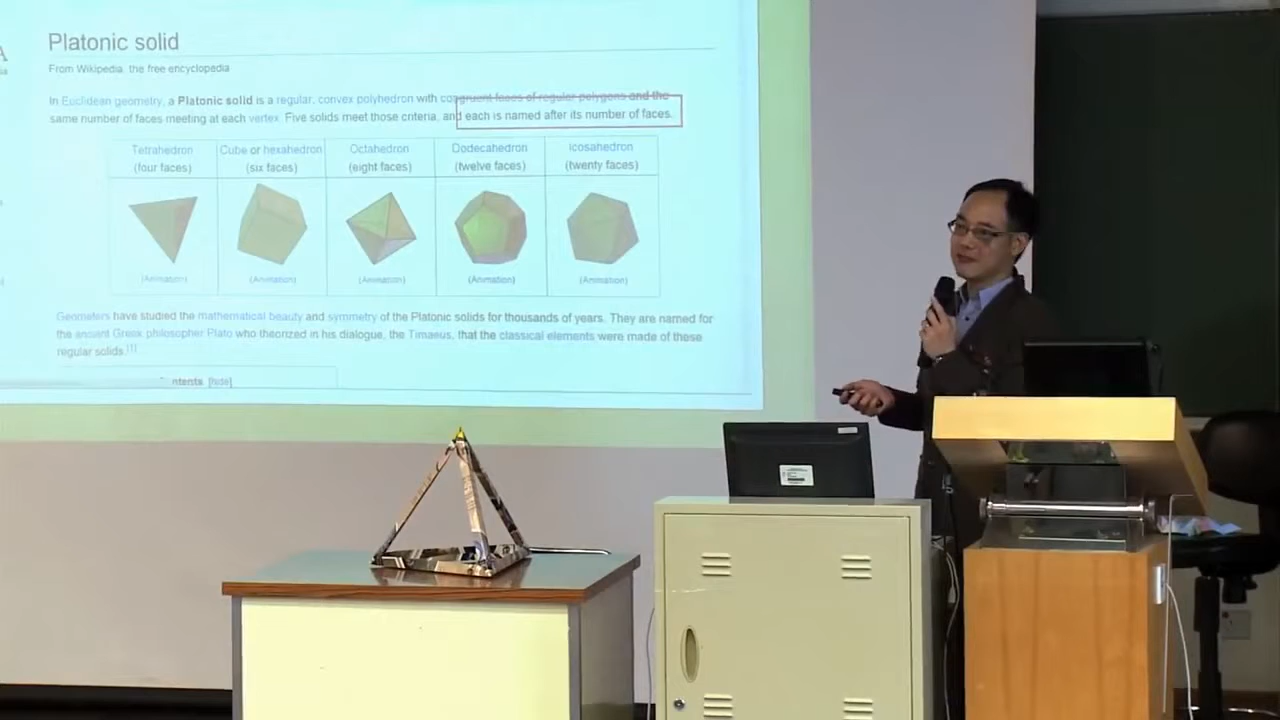 Platonic solid
From Wikipedia, the free encyclopedia
In Euclidean geometry, a Platonic solid is a regular, convex polyhedron with congruent faces of regular polygons and the
same number of faces meeting at each vertex. Five solids meet those criteria, and each is named after its number of faces.
Tetrahedron Cube or hexahedron Octahedron Dodecahedron Icosahedron
(four faces) (six faces) (eight faces) (twelve faces) (twenty faces)
(Animation) (Animation) (Animation) (Animation) (Animation)
Geometers have studied the mathematical beauty and symmetry of the Platonic solids for thousands of years. They are named for
the ancient Greek philosopher Plato who theorized in his dialogue, the Timaeus, that the classical elements were made of these
regular solids.[1]
ntents [hide]